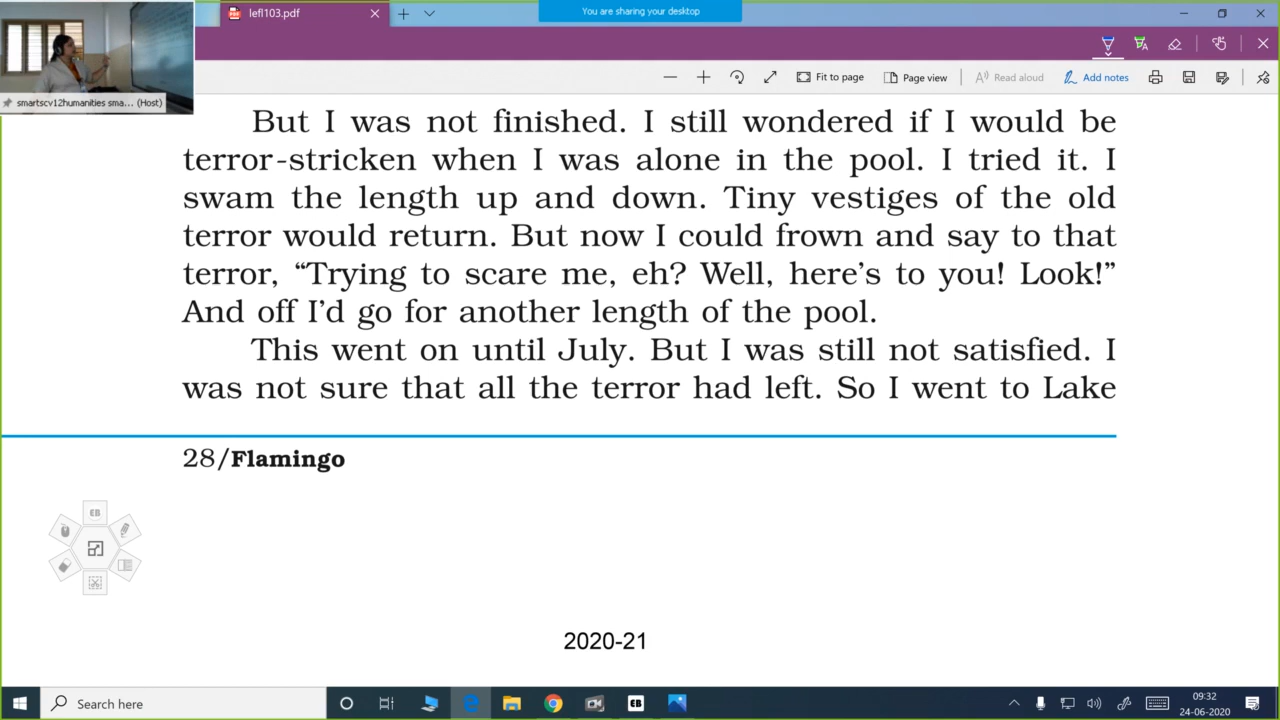 lefl103.pdf
You are sharing your desktop
smartscv12humanities sma... (Host)
Fit to page
Page view
Read aloud
Add notes
But I was not finished. I still wondered if I would be
terror-stricken when I was alone in the pool. I tried it. I
swam the length up and down. Tiny vestiges of the old
terror would return. But now I could frown and say to that
terror, “Trying to scare me, eh? Well, here’s to you! Look!”
And off I’d go for another length of the pool.
This went on until July. But I was still not satisfied. I
was not sure that all the terror had left. So I went to Lake
28/Flamingo
EB
2020-21
Search here
EB
09:32
24-06-2020